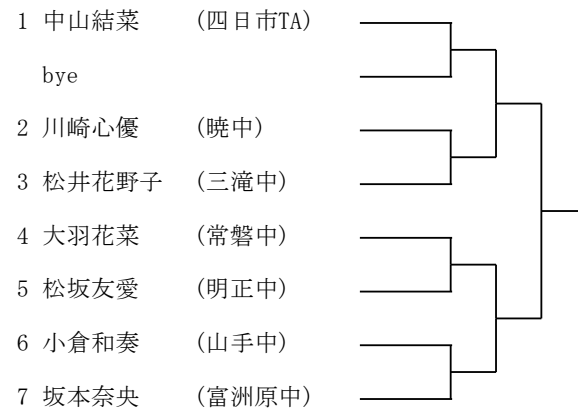 1 中山結菜 (四日市TA)
bye
2 川崎心優 (暁中)
3 松井花野子 (三滝中)
4 大羽花菜 (常磐中)
5 松坂友愛 (明正中)
6 小倉和奏 (山手中)
7 坂本奈央 (富洲原中)